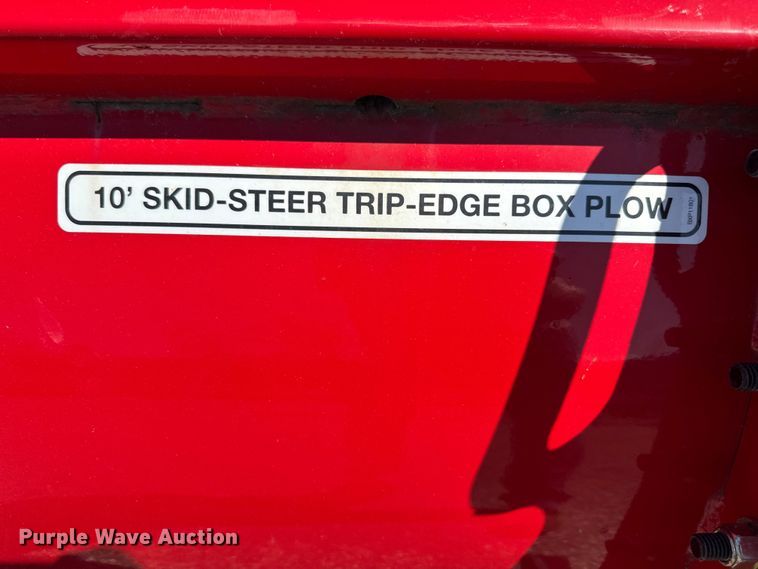 10' SKID-STEER TRIP-EDGE BOX PLOW
Purple Wave Auction